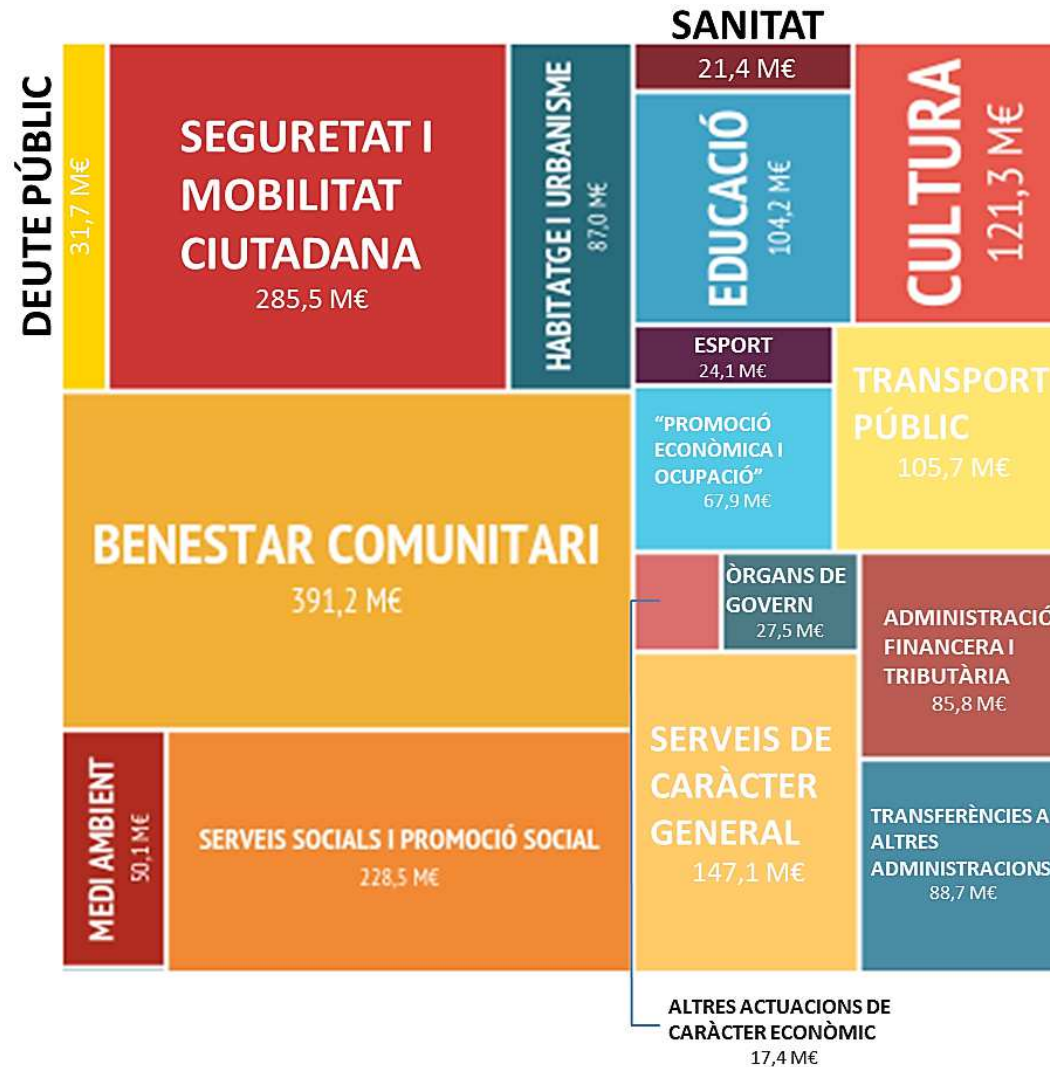 DEUTE PÚBLIC
31,7 M€
SEGURETAT I
MOBILITAT
CIUTADANA
285,5 M€
HABITATGE I URBANISME
87,0 M€
SANITAT
21,4 M€
EDUCACIÓ
104,2 M€
CULTURA
121,3 M€
ESPORT
24,1 M€
"PROMOCIÓ
ECONÒMICA I
OCUPACIÓ"
67,9 M€
TRANSPORT
PÚBLIC
105,7 M€
BENESTAR COMUNITARI
391,2 M€
ÒRGANS DE
GOVERN
27,5 M€
ADMINISTRACIÓ
FINANCERA I
TRIBUTÀRIA
85,8 M€
MEDI AMBIENT
50,1 M€
SERVEIS SOCIALS I PROMOCIÓ SOCIAL
228,5 M€
SERVEIS DE
CARÀCTER
GENERAL
147,1 M€
TRANSFERÈNCIES A
ALTRES
ADMINISTRACIONS
88,7 M€
ALTRES ACTUACIONS DE
CARÀCTER ECONÒMIC
17,4 M€